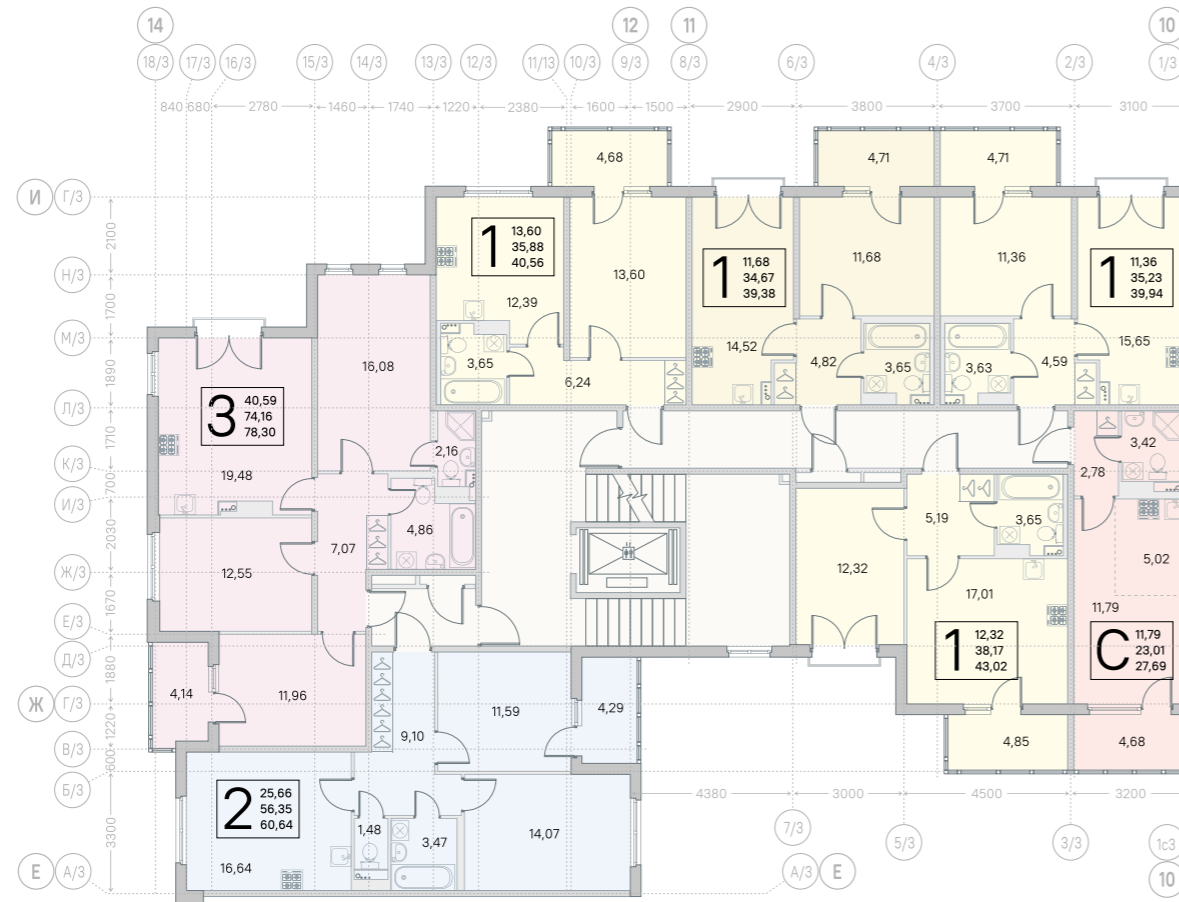 14 12 11 10
18/3 17/3 16/3 15/3 14/3 13/3 12/3 11/13 10/3 9/3 8/3 6/3 4/3 2/3 1/3
840 680 2780 1460 1740 1220 2380 1600 1500 2900 3800 3700 3100
4,68 4,71 4,71
И Г/3
2100
1 13,60
35,88
40,56
1 11,68
34,67
39,38
1 11,36
35,23
39,94
11,68 11,36
13,60
Н/3
1700
12,39
М/3
14,52 15,65
1890
16,08
3,65 4,82 3,65 3,63 4,59
6,24
3 40,59
74,16
78,30
Л/3
1710
2,16 3,42
К/3
19,48 2,78
700
И/3
4,86 5,19 3,65
2030
7,07
12,55 12,32 5,02
Ж/3
17,01
1670
11,79
Е/3
1 12,32
38,17
43,02
С 11,79
23,01
27,69
Д/3
1880
4,14 11,96 11,59 4,29
Ж Г/3
1220
9,10 4,85 4,68
В/3
600
Б/3
2 25,66
56,35
60,64
4380 3000 4500 3200
3300
1,48 3,47 14,07
7/3 5/3 3/3 1с3
16,64
Е А/3 А/3 Е 10